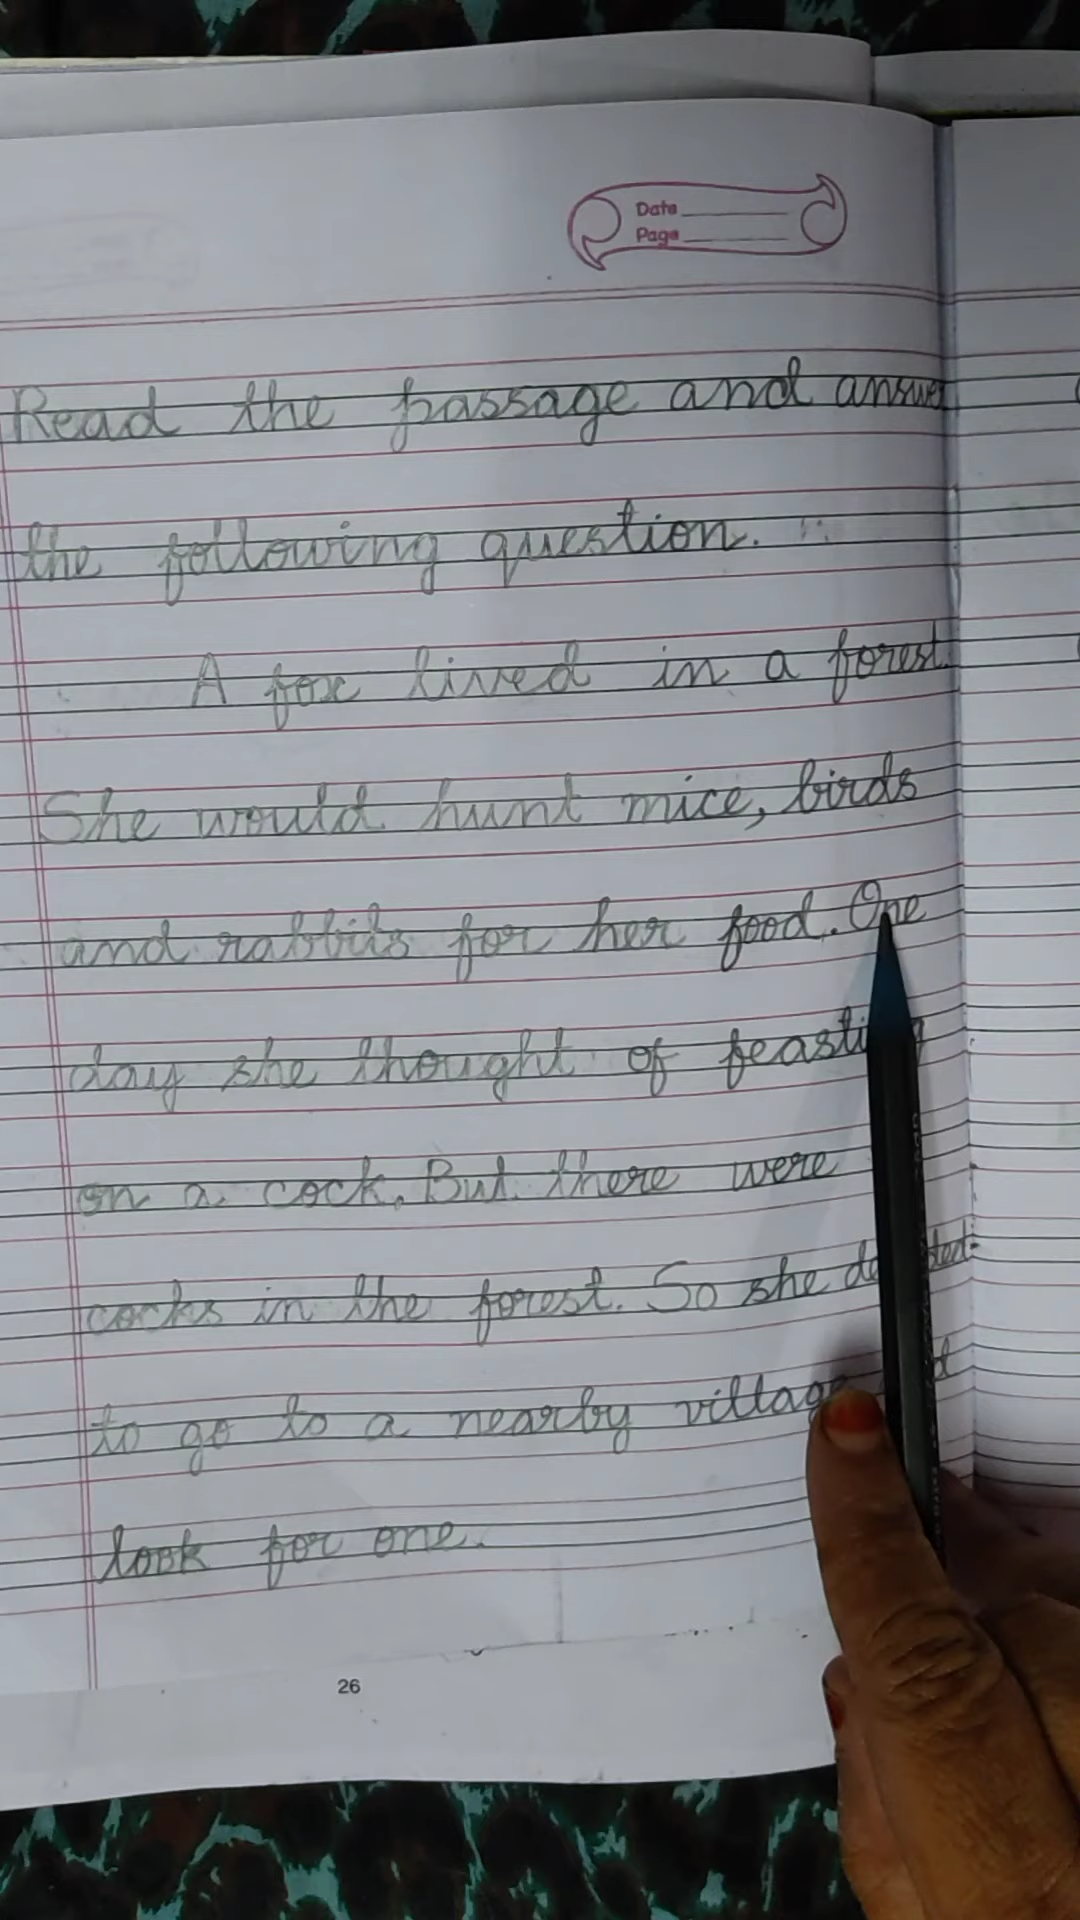 Date
Page
Read the passage and answer
the following question.
A fox lived in a forest.
She would hunt mice, birds
and rabbits for her food. One
day she thought of
on a cock. But there were
cocks in the forest. So she
to go to a nearby village
look for one.
26